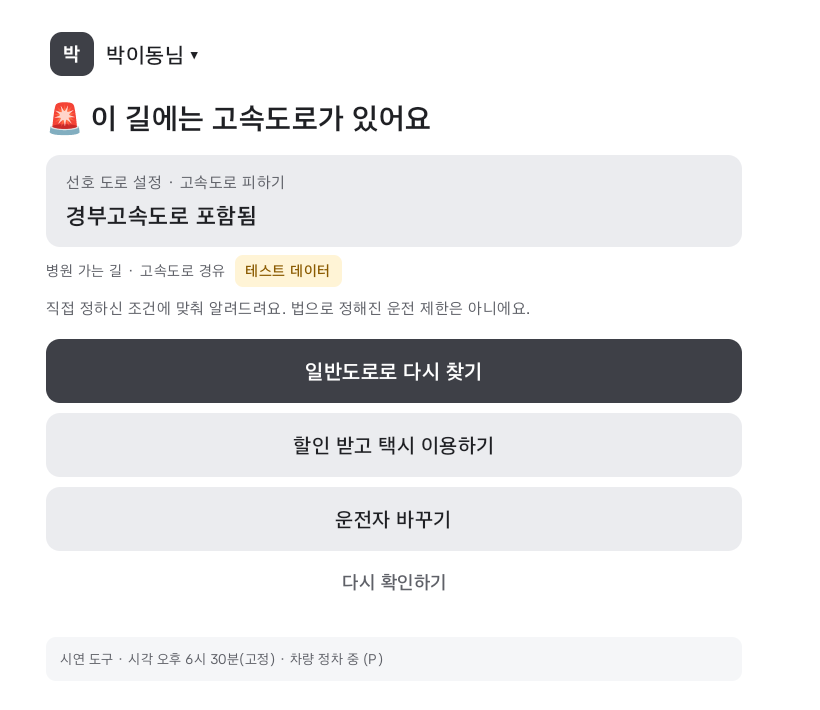 박 박이동님 ▾
🚨 이 길에는 고속도로가 있어요
선호 도로 설정 · 고속도로 피하기
경부고속도로 포함됨
병원 가는 길 · 고속도로 경유 테스트 데이터
직접 정하신 조건에 맞춰 알려드려요. 법으로 정해진 운전 제한은 아니에요.
일반도로로 다시 찾기
할인 받고 택시 이용하기
운전자 바꾸기
다시 확인하기
시연 도구 · 시각 오후 6시 30분(고정) · 차량 정차 중 (P)